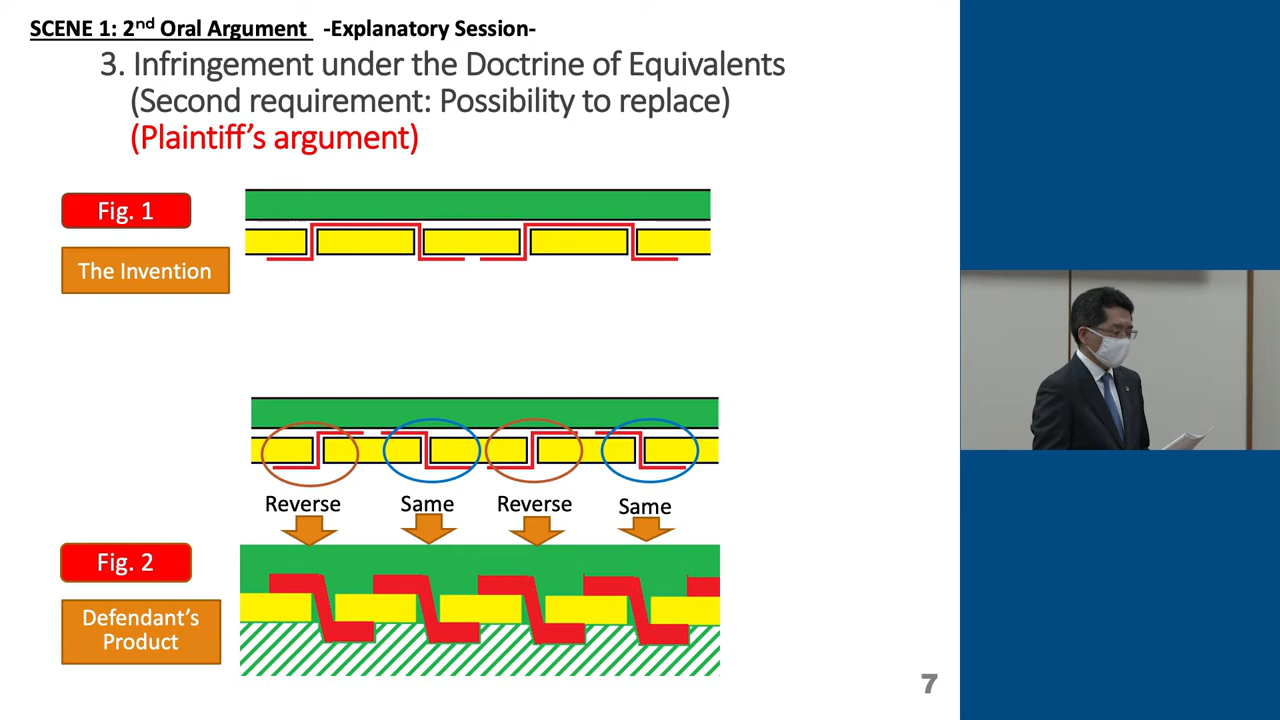 SCENE 1: 2nd Oral Argument -Explanatory Session-
3. Infringement under the Doctrine of Equivalents
(Second requirement: Possibility to replace)
(Plaintiff’s argument)
Fig. 1
The Invention
Reverse Same Reverse Same
Fig. 2
Defendant’s
Product
7